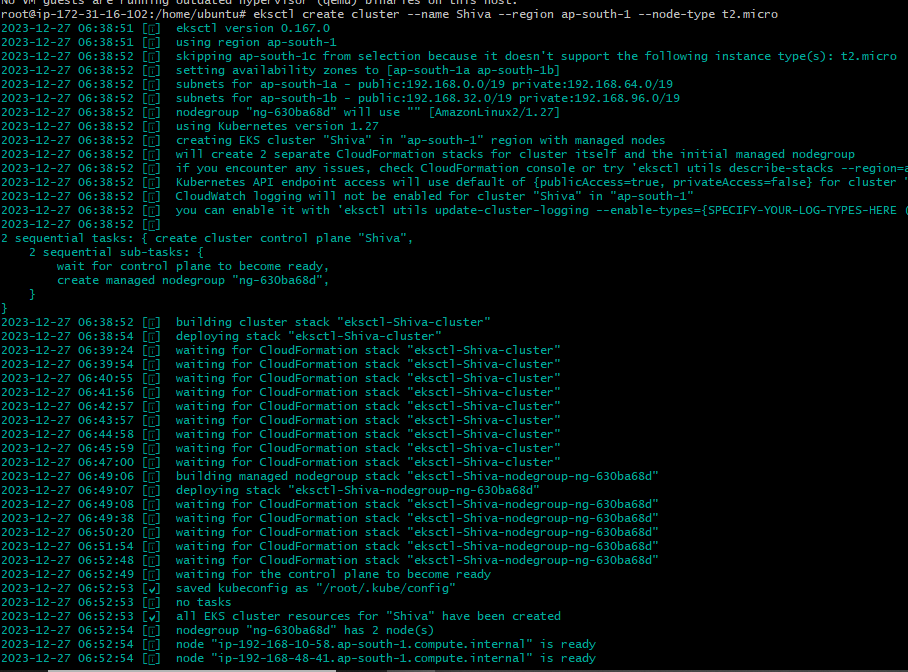 No VM guests are running outdated hypervisor (qemu) binaries on this host.
root@ip-172-31-16-102:/home/ubuntu# eksctl create cluster --name Shiva --region ap-south-1 --node-type t2.micro
2023-12-27 06:38:51 [ℹ]  eksctl version 0.167.0
2023-12-27 06:38:51 [ℹ]  using region ap-south-1
2023-12-27 06:38:52 [ℹ]  skipping ap-south-1c from selection because it doesn't support the following instance type(s): t2.micro
2023-12-27 06:38:52 [ℹ]  setting availability zones to [ap-south-1a ap-south-1b]
2023-12-27 06:38:52 [ℹ]  subnets for ap-south-1a - public:192.168.0.0/19 private:192.168.64.0/19
2023-12-27 06:38:52 [ℹ]  subnets for ap-south-1b - public:192.168.32.0/19 private:192.168.96.0/19
2023-12-27 06:38:52 [ℹ]  nodegroup "ng-630ba68d" will use "" [AmazonLinux2/1.27]
2023-12-27 06:38:52 [ℹ]  using Kubernetes version 1.27
2023-12-27 06:38:52 [ℹ]  creating EKS cluster "Shiva" in "ap-south-1" region with managed nodes
2023-12-27 06:38:52 [ℹ]  will create 2 separate CloudFormation stacks for cluster itself and the initial managed nodegroup
2023-12-27 06:38:52 [ℹ]  if you encounter any issues, check CloudFormation console or try 'eksctl utils describe-stacks --region=a
2023-12-27 06:38:52 [ℹ]  Kubernetes API endpoint access will use default of {publicAccess=true, privateAccess=false} for cluster "
2023-12-27 06:38:52 [ℹ]  CloudWatch logging will not be enabled for cluster "Shiva" in "ap-south-1"
2023-12-27 06:38:52 [ℹ]  you can enable it with 'eksctl utils update-cluster-logging --enable-types={SPECIFY-YOUR-LOG-TYPES-HERE (
2023-12-27 06:38:52 [ℹ]
2 sequential tasks: { create cluster control plane "Shiva",
    2 sequential sub-tasks: {
        wait for control plane to become ready,
        create managed nodegroup "ng-630ba68d",
    }
}
2023-12-27 06:38:52 [ℹ]  building cluster stack "eksctl-Shiva-cluster"
2023-12-27 06:38:54 [ℹ]  deploying stack "eksctl-Shiva-cluster"
2023-12-27 06:39:24 [ℹ]  waiting for CloudFormation stack "eksctl-Shiva-cluster"
2023-12-27 06:39:54 [ℹ]  waiting for CloudFormation stack "eksctl-Shiva-cluster"
2023-12-27 06:40:55 [ℹ]  waiting for CloudFormation stack "eksctl-Shiva-cluster"
2023-12-27 06:41:56 [ℹ]  waiting for CloudFormation stack "eksctl-Shiva-cluster"
2023-12-27 06:42:57 [ℹ]  waiting for CloudFormation stack "eksctl-Shiva-cluster"
2023-12-27 06:43:57 [ℹ]  waiting for CloudFormation stack "eksctl-Shiva-cluster"
2023-12-27 06:44:58 [ℹ]  waiting for CloudFormation stack "eksctl-Shiva-cluster"
2023-12-27 06:45:59 [ℹ]  waiting for CloudFormation stack "eksctl-Shiva-cluster"
2023-12-27 06:47:00 [ℹ]  waiting for CloudFormation stack "eksctl-Shiva-cluster"
2023-12-27 06:49:06 [ℹ]  building managed nodegroup stack "eksctl-Shiva-nodegroup-ng-630ba68d"
2023-12-27 06:49:07 [ℹ]  deploying stack "eksctl-Shiva-nodegroup-ng-630ba68d"
2023-12-27 06:49:08 [ℹ]  waiting for CloudFormation stack "eksctl-Shiva-nodegroup-ng-630ba68d"
2023-12-27 06:49:38 [ℹ]  waiting for CloudFormation stack "eksctl-Shiva-nodegroup-ng-630ba68d"
2023-12-27 06:50:20 [ℹ]  waiting for CloudFormation stack "eksctl-Shiva-nodegroup-ng-630ba68d"
2023-12-27 06:51:54 [ℹ]  waiting for CloudFormation stack "eksctl-Shiva-nodegroup-ng-630ba68d"
2023-12-27 06:52:48 [ℹ]  waiting for CloudFormation stack "eksctl-Shiva-nodegroup-ng-630ba68d"
2023-12-27 06:52:49 [ℹ]  waiting for the control plane to become ready
2023-12-27 06:52:53 [✔]  saved kubeconfig as "/root/.kube/config"
2023-12-27 06:52:53 [ℹ]  no tasks
2023-12-27 06:52:53 [✔]  all EKS cluster resources for "Shiva" have been created
2023-12-27 06:52:54 [ℹ]  nodegroup "ng-630ba68d" has 2 node(s)
2023-12-27 06:52:54 [ℹ]  node "ip-192-168-10-58.ap-south-1.compute.internal" is ready
2023-12-27 06:52:54 [ℹ]  node "ip-192-168-48-41.ap-south-1.compute.internal" is ready